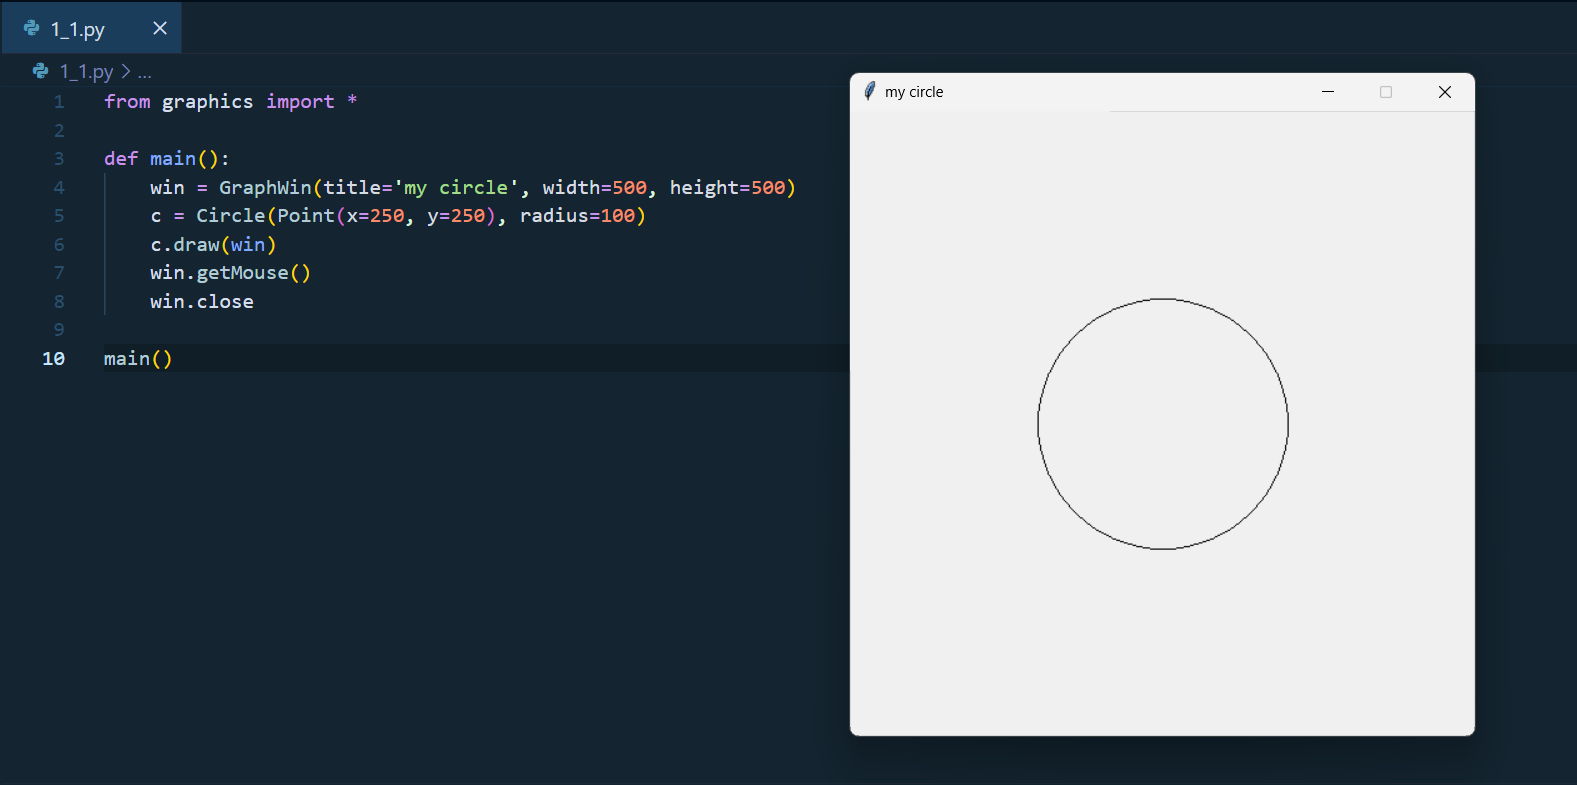 1_1.py
1_1.py > ...
1 from graphics import *
2
3 def main():
4     win = GraphWin(title='my circle', width=500, height=500)
5     c = Circle(Point(x=250, y=250), radius=100)
6     c.draw(win)
7     win.getMouse()
8     win.close
9
10 main()
my circle